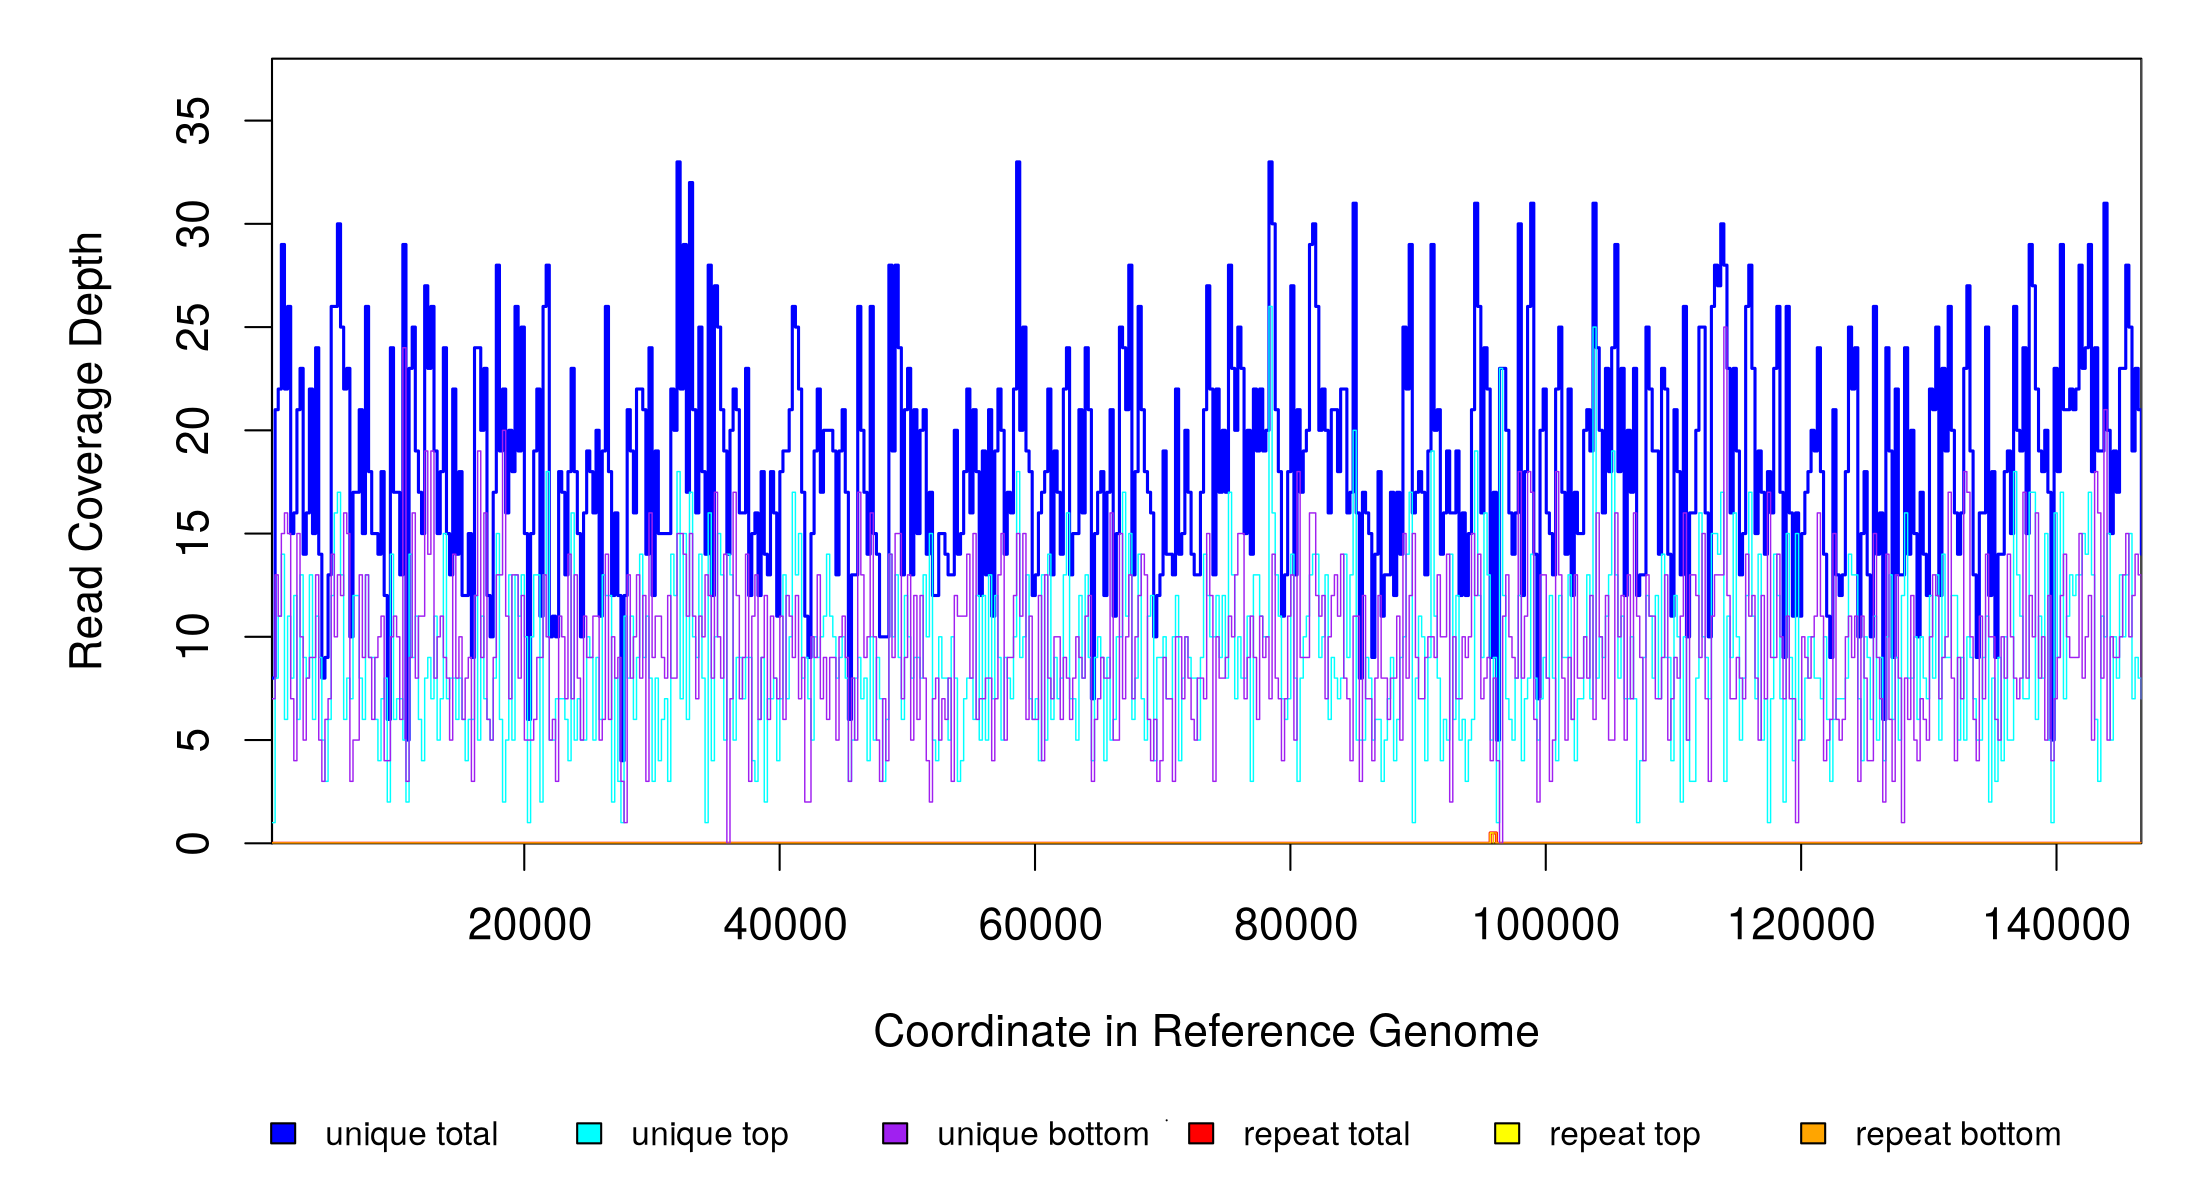 Read Coverage Depth
35
30
25
20
15
10
5
0
20000 40000 60000 80000 100000 120000 140000
Coordinate in Reference Genome
unique total unique top unique bottom repeat total repeat top repeat bottom